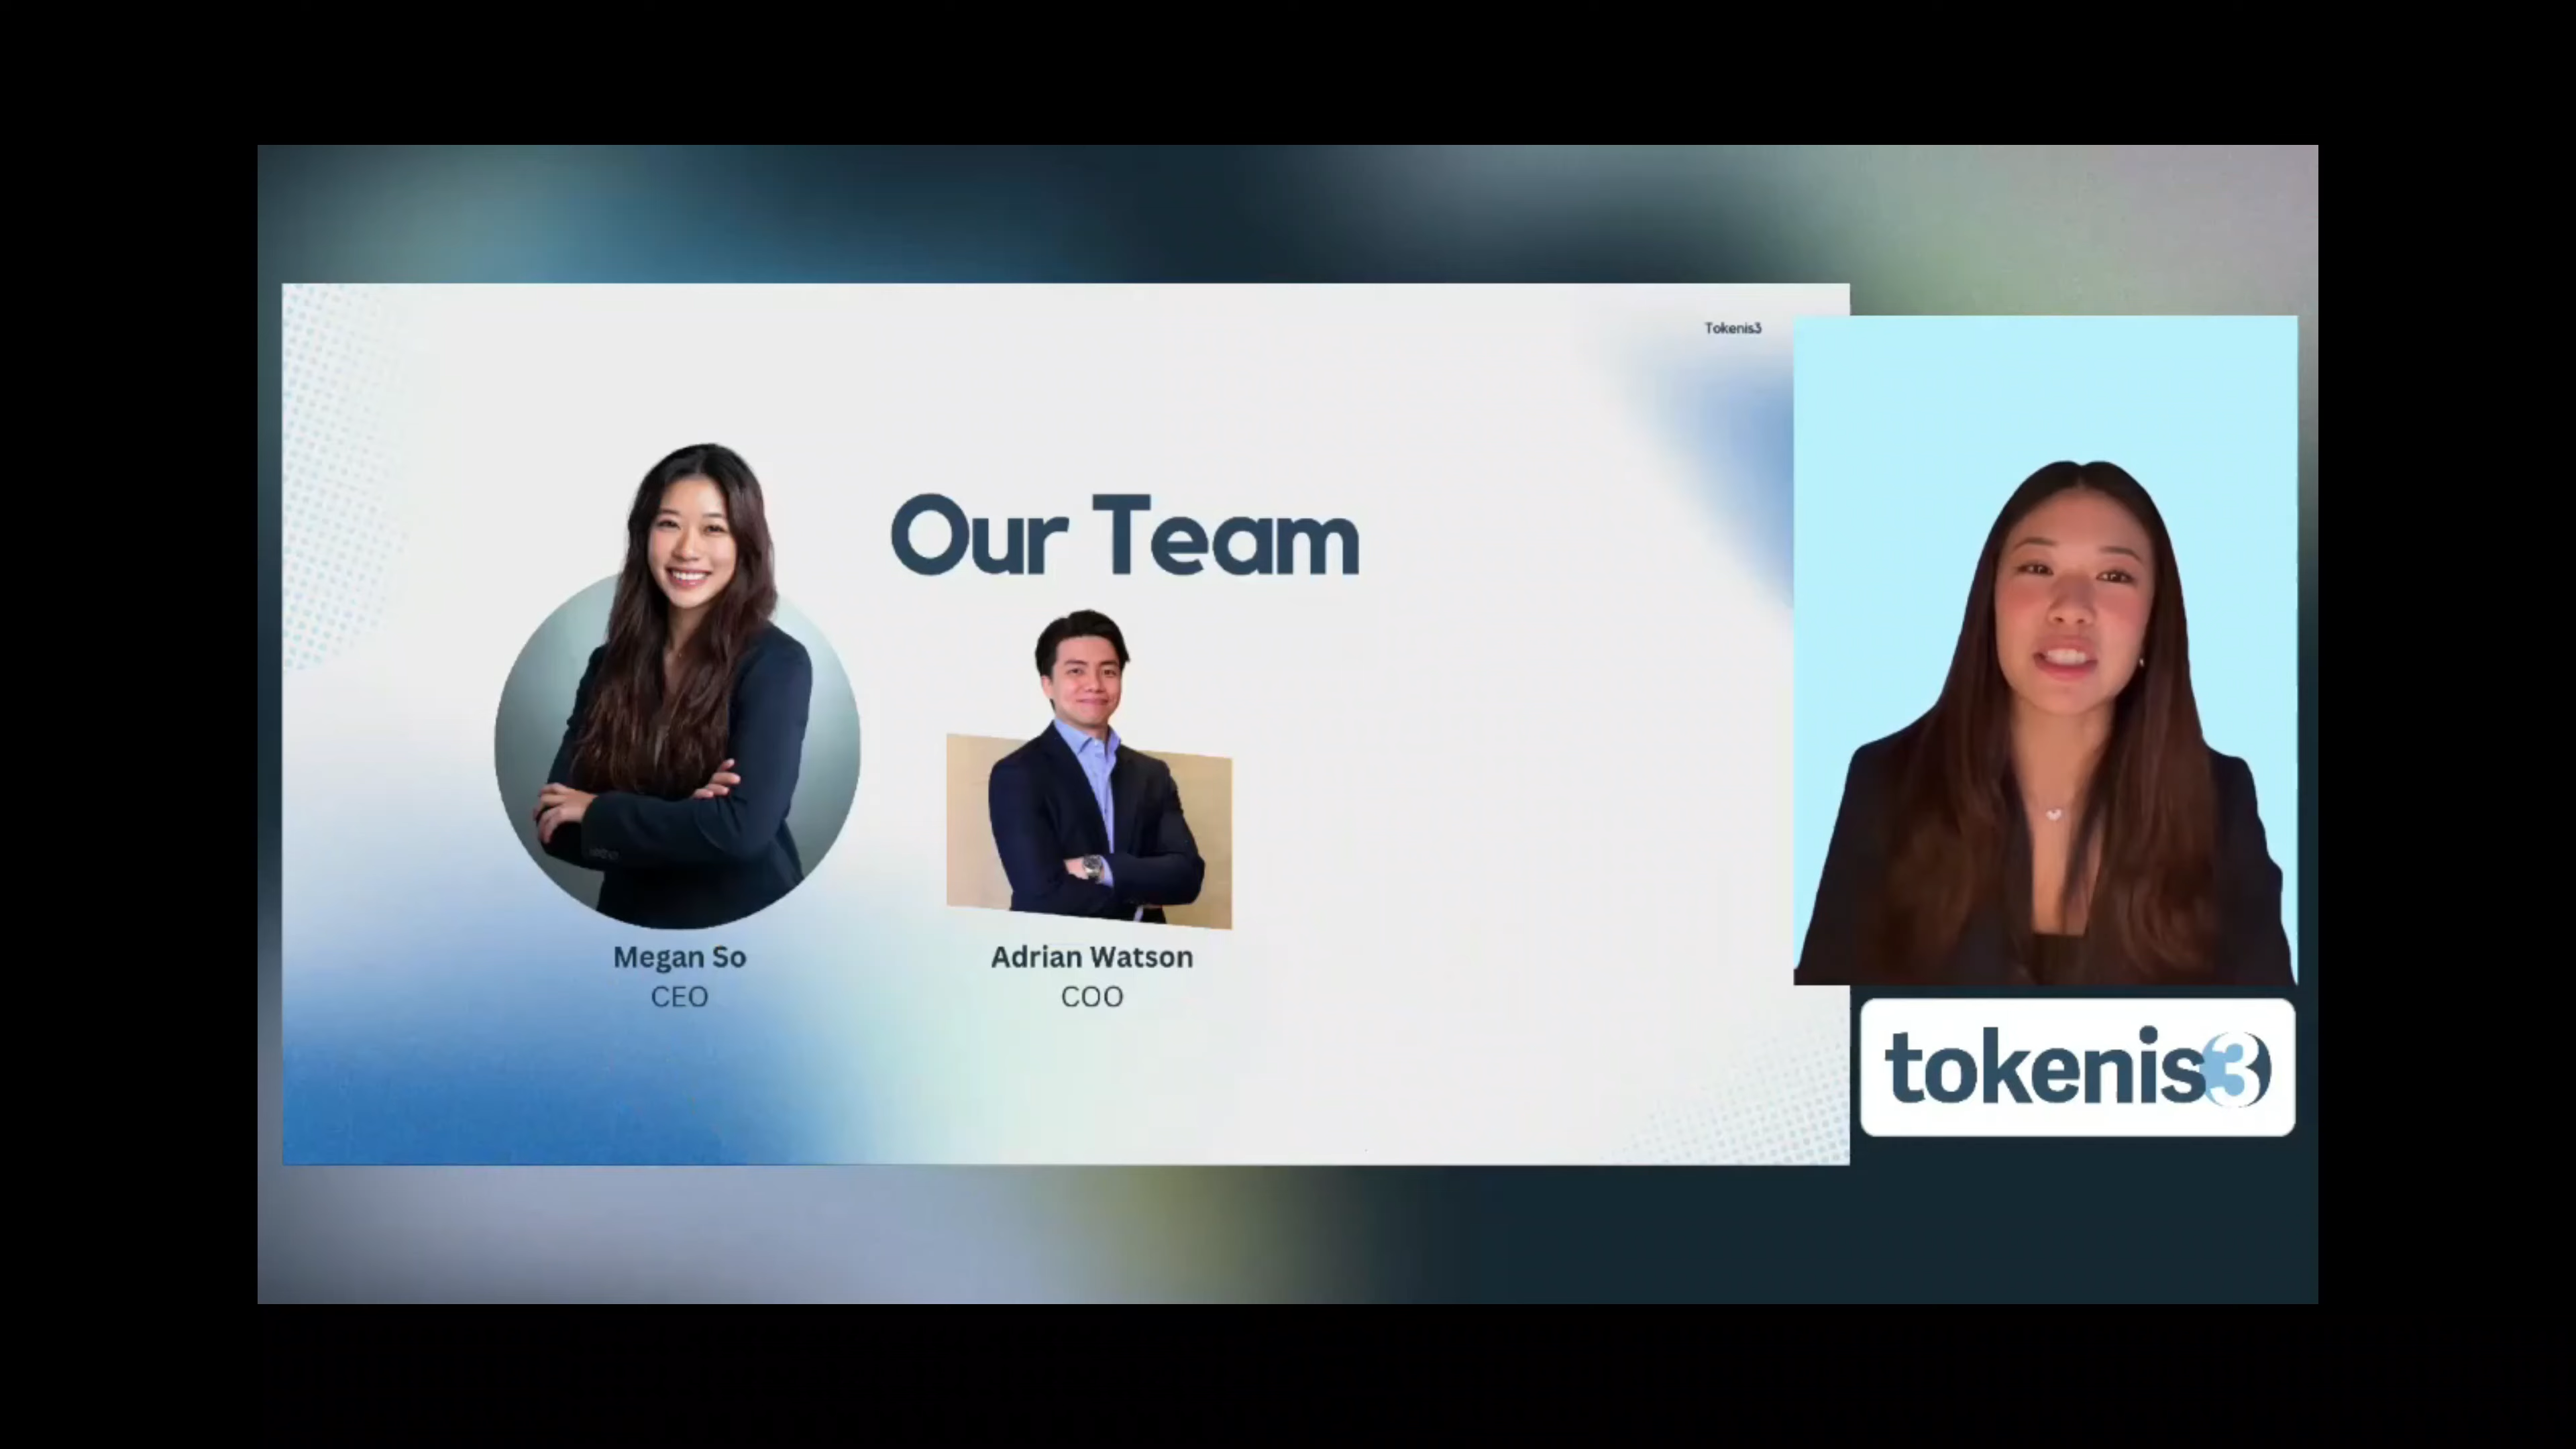 Tokenis3
Our Team
Megan So
CEO
Adrian Watson
COO
tokenis3